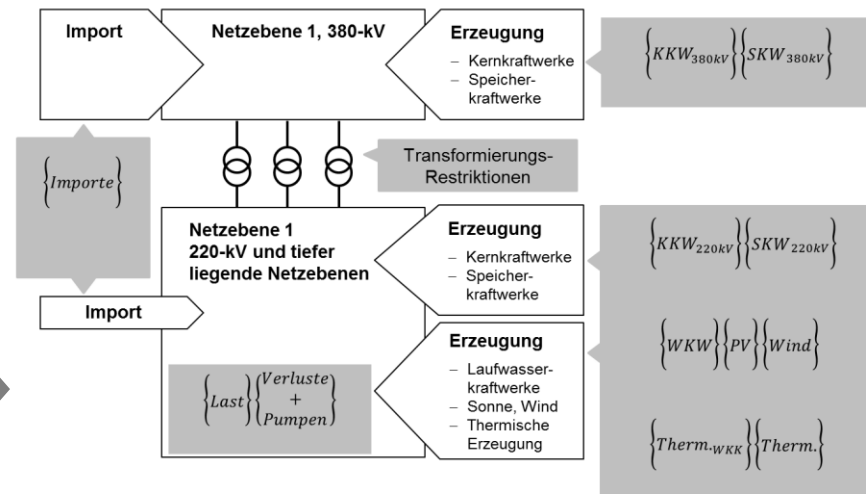 Import
Netzebene 1, 380-kV
Erzeugung
– Kernkraftwerke
– Speicher-
kraftwerke
{KKW380kV}{SKW380kV}
{Importe}
Transformierungs-
Restriktionen
Netzebene 1
220-kV und tiefer
liegende Netzebenen
Erzeugung
– Kernkraftwerke
– Speicher-
kraftwerke
{KKW220kV}{SKW220kV}
Import
Erzeugung
– Laufwasser-
kraftwerke
– Sonne, Wind
– Thermische
Erzeugung
{WKW}{PV}{Wind}
{Last}{Verluste
+
Pumpen}
{Therm.WKK}{Therm.}